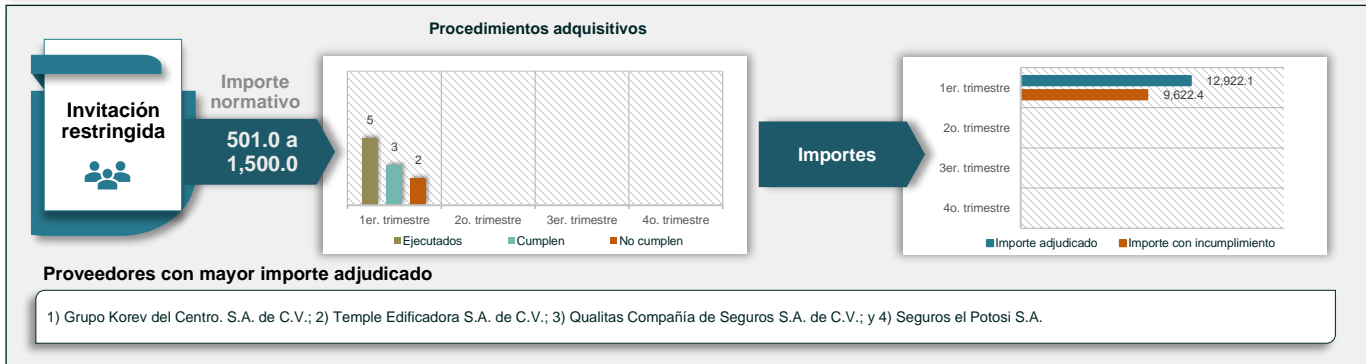 Procedimientos adquisitivos
Invitación
restringida
Importe
normativo
501.0 a
1,500.0
5
3
2
1er. trimestre
2o. trimestre
3er. trimestre
4o. trimestre
Ejecutados
Cumplen
No cumplen
Importes
1er. trimestre
12,922.1
9,622.4
2o. trimestre
3er. trimestre
4o. trimestre
Importe adjudicado
Importe con incumplimiento
Proveedores con mayor importe adjudicado
1) Grupo Korev del Centro. S.A. de C.V.; 2) Temple Edificadora S.A. de C.V.; 3) Qualitas Compañía de Seguros S.A. de C.V.; y 4) Seguros el Potosi S.A.